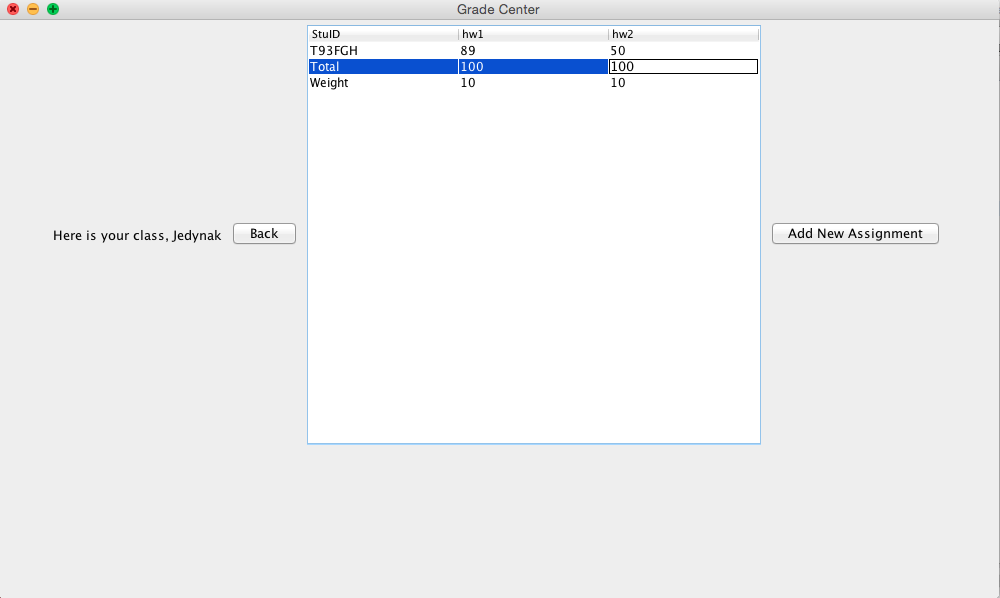 Grade Center
StuID hw1 hw2
T93FGH 89 50
Total 100 100
Weight 10 10
Here is your class, Jedynak Back Add New Assignment